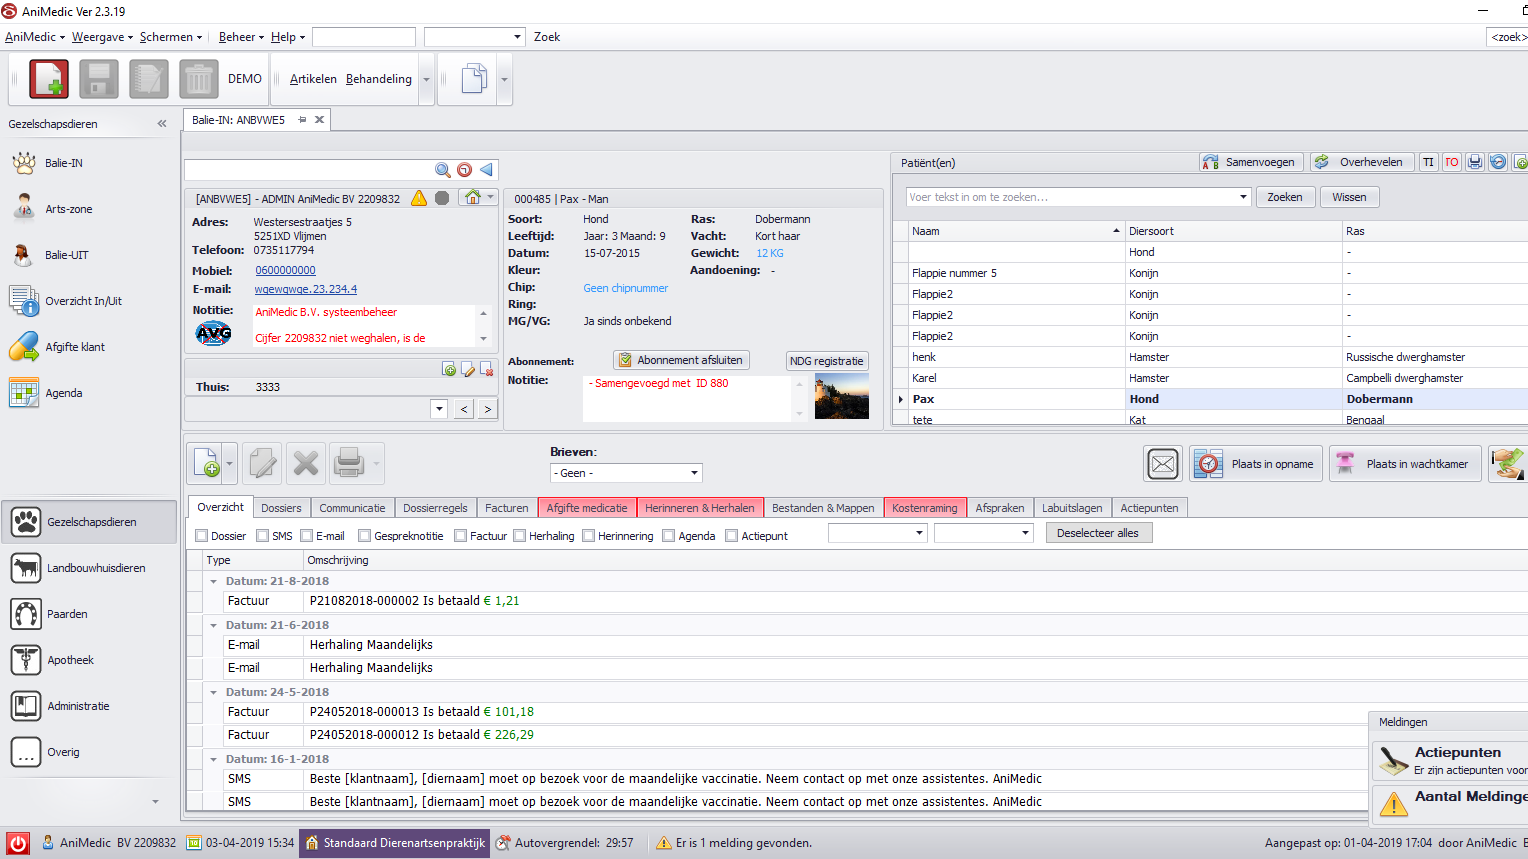 AniMedic Ver 2.3.19
AniMedic Weergave Schermen Beheer Help Zoek <zoek>
DEMO Artikelen Behandeling
Gezelschapsdieren «
Balie-IN: ANBVWE5
Balie-IN
Arts-zone
Balie-UIT
Overzicht In/Uit
Afgifte klant
Agenda
[ANBVWE5] - ADMIN AniMedic BV 2209832
Adres: Westersestraatjes 5
5251XD Vlijmen
Telefoon: 0735117794
Mobiel: 0600000000
E-mail: wgewqwge.23.234.4
Notitie: AniMedic B.V. systeembeheer
AVG
Cijfer 2209832 niet weghalen, is de
Thuis: 3333
< >
000485 | Pax - Man
Soort: Hond Ras: Dobermann
Leeftijd: Jaar: 3 Maand: 9 Vacht: Kort haar
Datum: 15-07-2015 Gewicht: 12 KG
Kleur: Aandoening: -
Chip: Geen chipnummer
Ring:
MG/VG: Ja sinds onbekend
Abonnement: Abonnement afsluiten NDG registratie
Notitie: - Samengevoegd met ID 880
Patiënt(en) Samenvoegen Overhevelen TI TO
Voer tekst in om te zoeken... Zoeken Wissen
Naam Diersoort Ras
Hond -
Flappie nummer 5 Konijn -
Flappie2 Konijn -
Flappie2 Konijn -
Flappie2 Konijn -
henk Hamster Russische dwerghamster
Karel Hamster Campbelli dwerghamster
Pax Hond Dobermann
tete Kat Bengaal
Brieven:
- Geen -
Plaats in opname Plaats in wachtkamer
Overzicht Dossiers Communicatie Dossierregels Facturen Afgifte medicatie Herinneren & Herhalen Bestanden & Mappen Kostenraming Afspraken Labuitslagen Actiepunten
Dossier SMS E-mail Gespreknotitie Factuur Herhaling Herinnering Agenda Actiepunt Deselecteer alles
Type Omschrijving
Datum: 21-8-2018
Factuur P21082018-000002 Is betaald € 1,21
Datum: 21-6-2018
E-mail Herhaling Maandelijks
E-mail Herhaling Maandelijks
Datum: 24-5-2018
Factuur P24052018-000013 Is betaald € 101,18
Factuur P24052018-000012 Is betaald € 226,29
Datum: 16-1-2018
SMS Beste [klantnaam], [diernaam] moet op bezoek voor de maandelijke vaccinatie. Neem contact op met onze assistentes. AniMedic
SMS Beste [klantnaam], [diernaam] moet op bezoek voor de maandelijke vaccinatie. Neem contact op met onze assistentes. AniMedic
Gezelschapsdieren
Landbouwhuisdieren
Paarden
Apotheek
Administratie
... Overig
Meldingen
Actiepunten
Er zijn actiepunten voor
Aantal Meldinge
AniMedic BV 2209832 03-04-2019 15:34 Standaard Dierenartsenpraktijk Autovergrendel: 29:57 Er is 1 melding gevonden. Aangepast op: 01-04-2019 17:04 door AniMedic